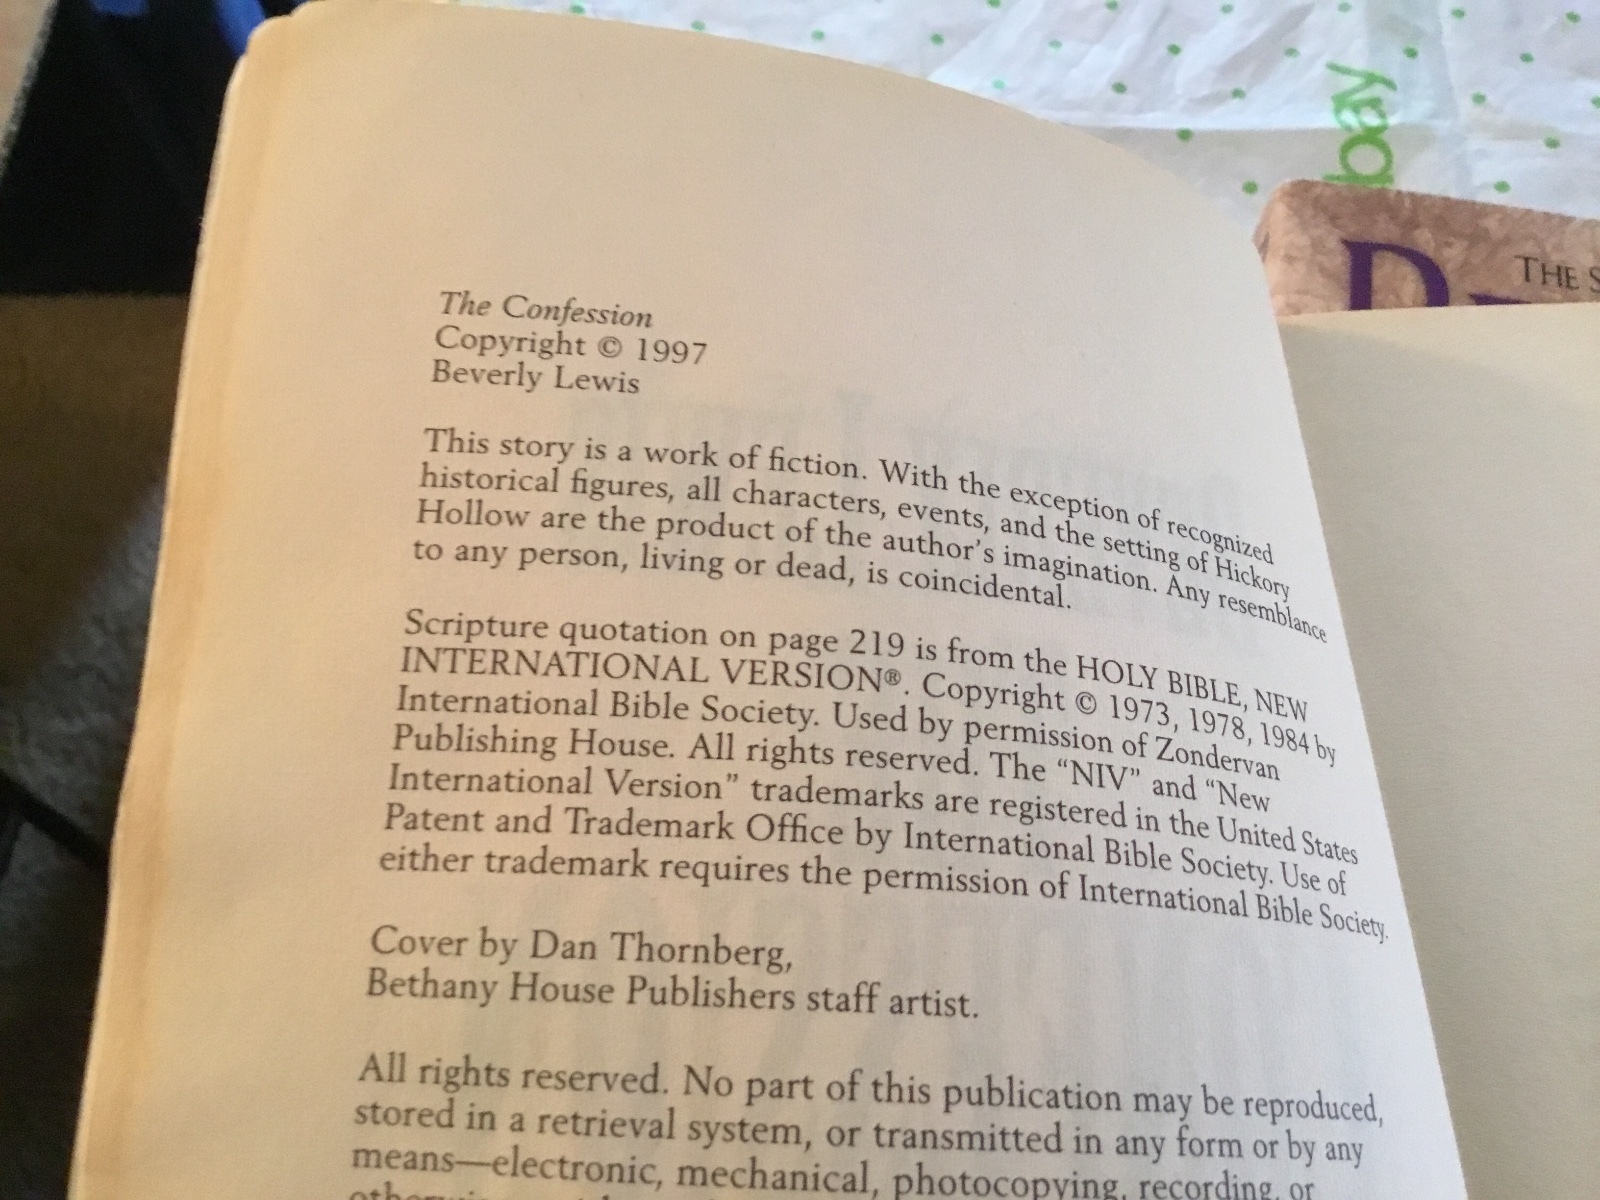 bay
THE S
The Confession
Copyright © 1997
Beverly Lewis
This story is a work of fiction. With the exception of recognized
historical figures, all characters, events, and the setting of Hickory
Hollow are the product of the author's imagination. Any resemblance
to any person, living or dead, is coincidental.
Scripture quotation on page 219 is from the HOLY BIBLE, NEW
INTERNATIONAL VERSION®. Copyright © 1973, 1978, 1984 by
International Bible Society. Used by permission of Zondervan
Publishing House. All rights reserved. The “NIV” and “New
International Version” trademarks are registered in the United States
Patent and Trademark Office by International Bible Society. Use of
either trademark requires the permission of International Bible Society.
Cover by Dan Thornberg,
Bethany House Publishers staff artist.
All rights reserved. No part of this publication may be reproduced,
stored in a retrieval system, or transmitted in any form or by any
means—electronic, mechanical, photocopying, recording, or